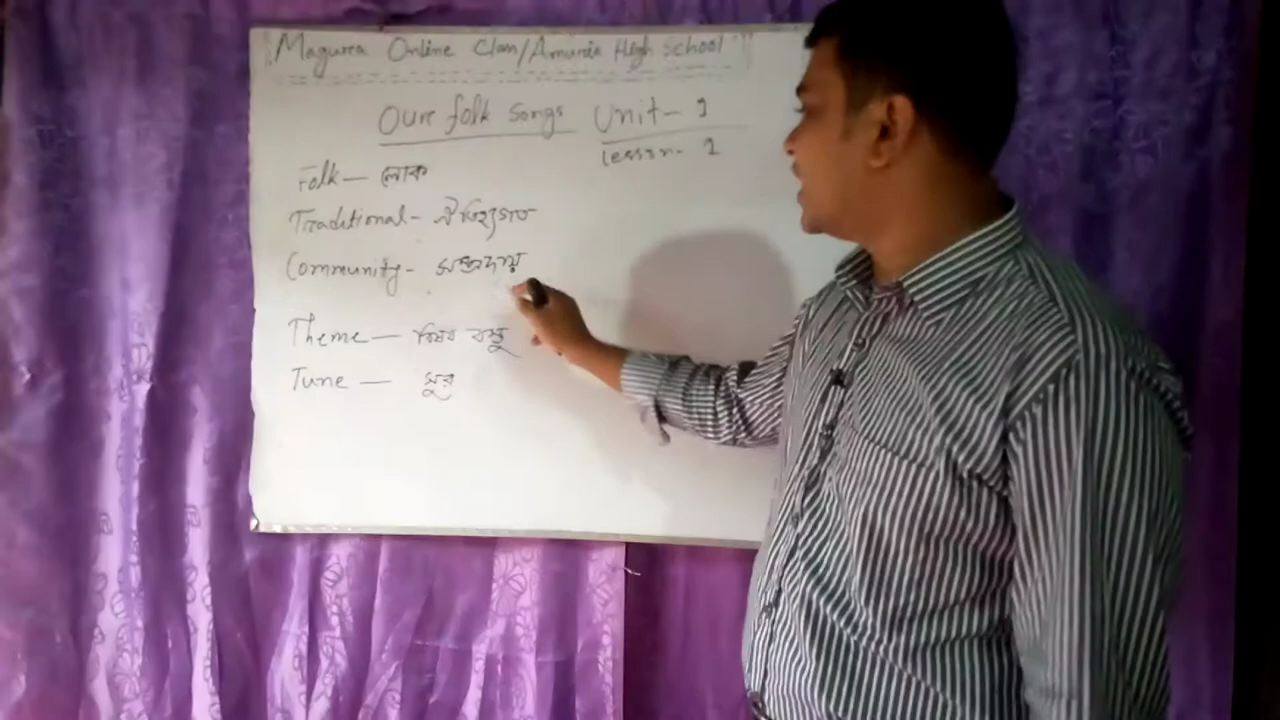 Magura Online Class/Amuria High School
Our folk songs Unit- 1
Lesson- 1
Folk — লোক
Traditional - ঐতিহ্যগত
Community - সম্প্রদায়
Theme — বিষয় বস্তু
Tune — সুর